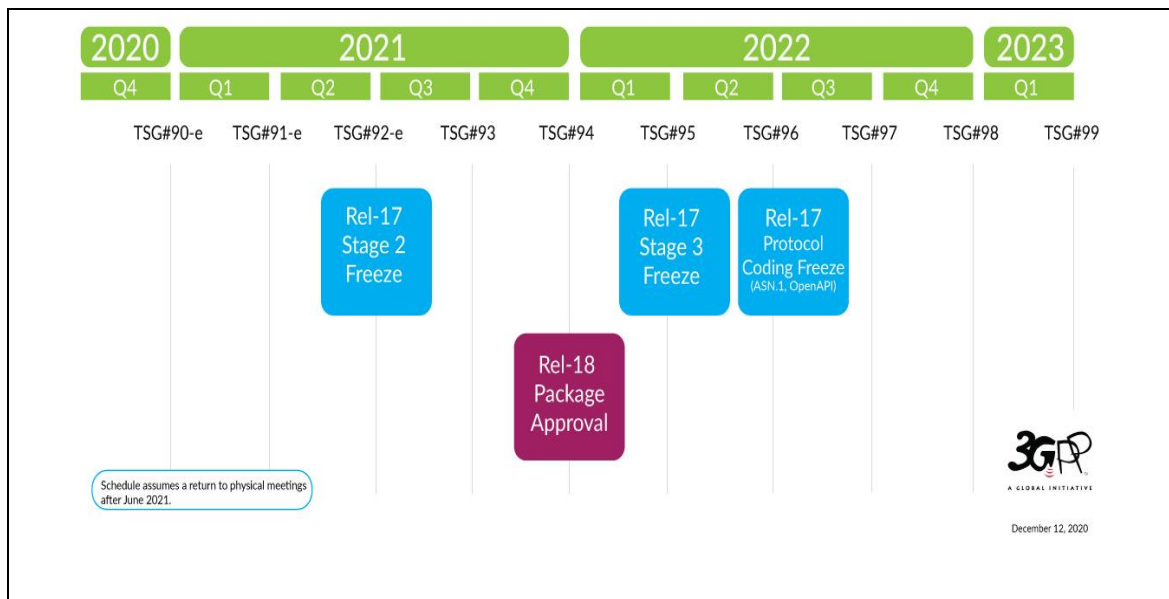 2020 2021 2022 2023
Q4 Q1 Q2 Q3 Q4 Q1 Q2 Q3 Q4 Q1
TSG#90-e TSG#91-e TSG#92-e TSG#93 TSG#94 TSG#95 TSG#96 TSG#97 TSG#98 TSG#99
Rel-17
Stage 2
Freeze
Rel-17
Stage 3
Freeze
Rel-17
Protocol
Coding Freeze
(ASN.1, OpenAPI)
Rel-18
Package
Approval
Schedule assumes a return to physical meetings
after June 2021.
3GPP
TM
A GLOBAL INITIATIVE
December 12, 2020